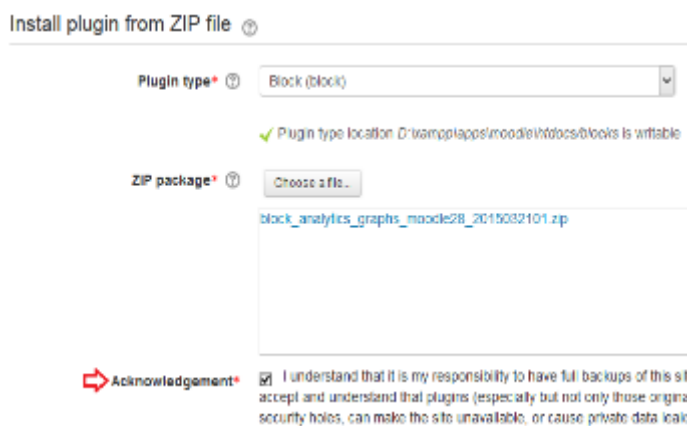 Install plugin from ZIP file
Plugin type* Block (block)
Plugin type location D:\xampp\apps\moodle\htdocs/blocks is writable
ZIP package* Choose a file...
block_analytics_graphs_moodle28_2015032101.zip
Acknowledgement* I understand that it is my responsibility to have full backups of this
accept and understand that plugins (especially but not only those
security holes, can make the site unavailable, or cause private data